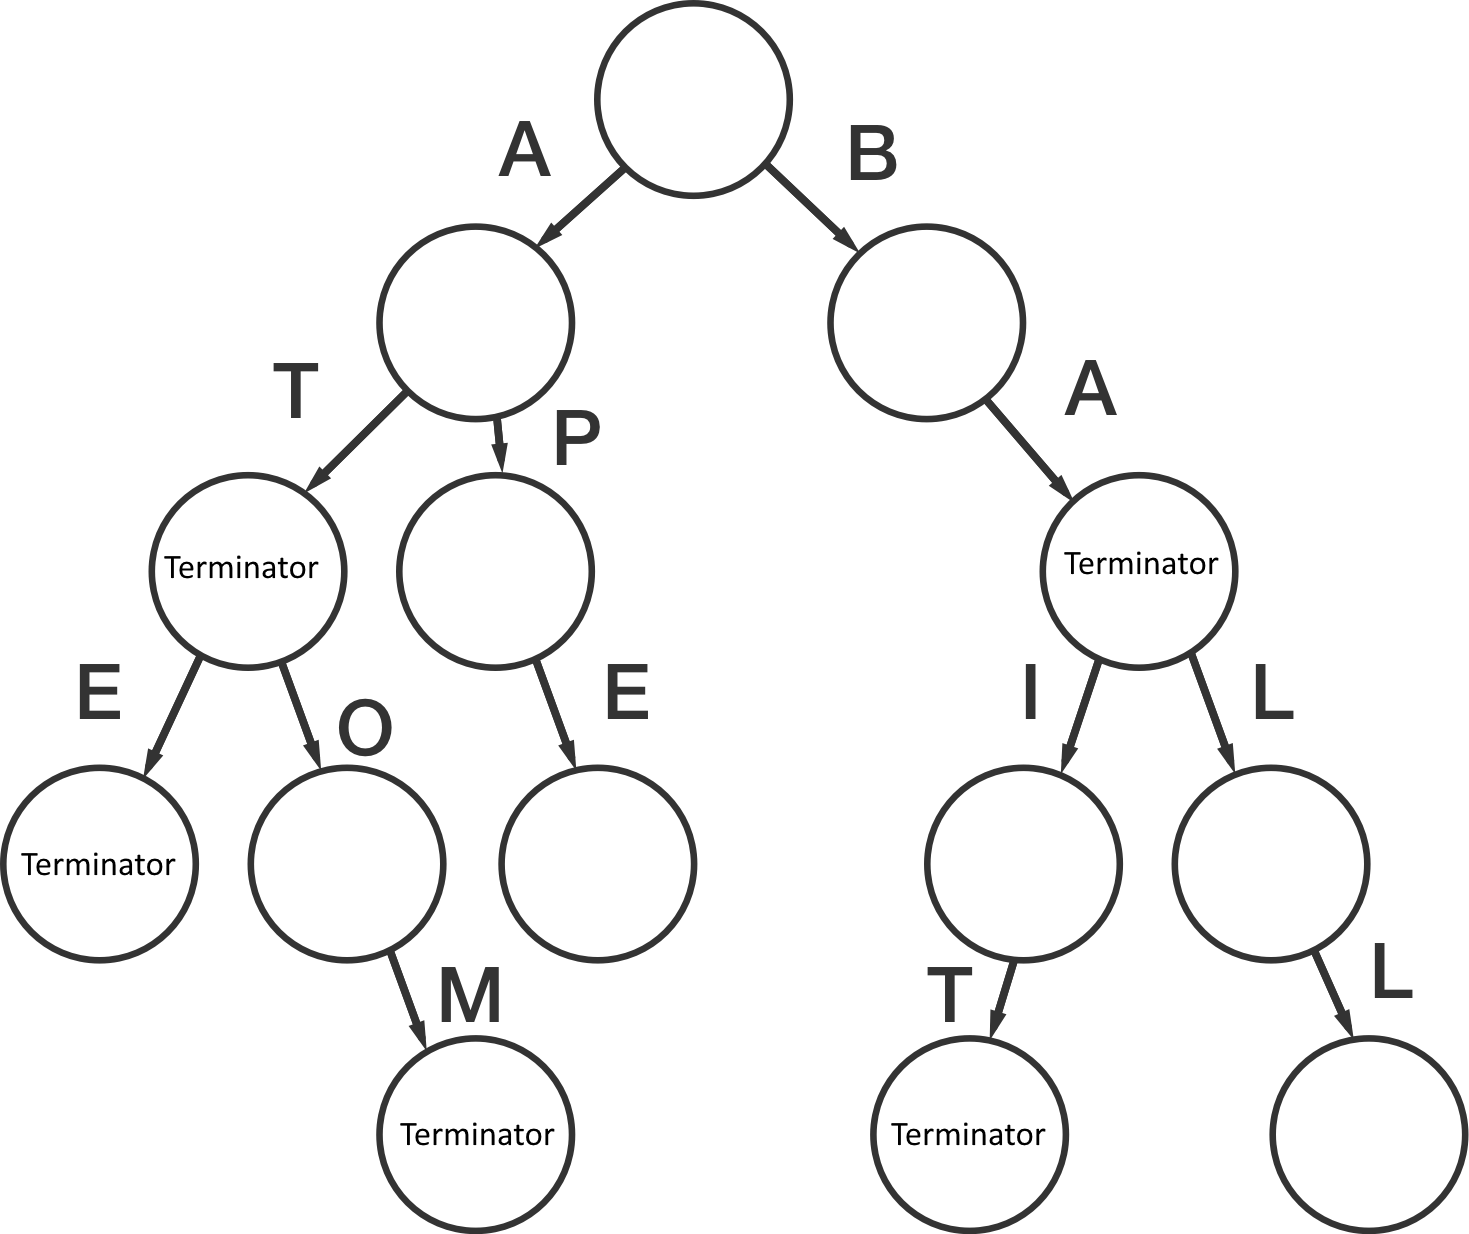 A B
T P A
Terminator Terminator
E O E I L
Terminator
M T L
Terminator Terminator